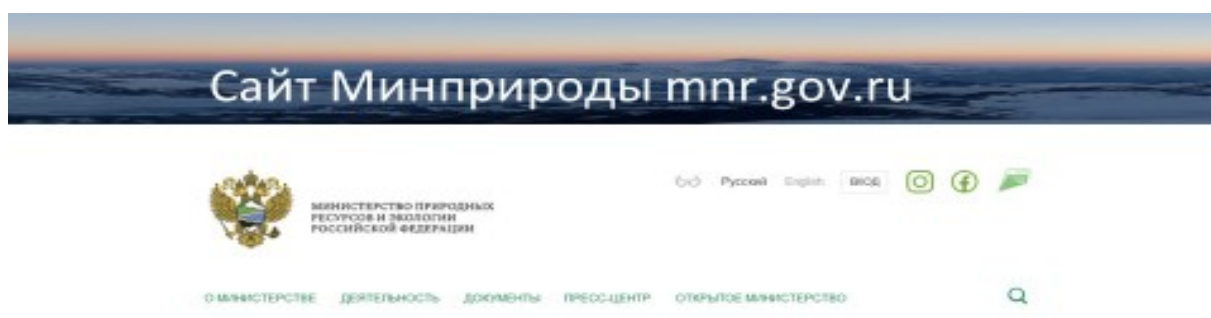 Сайт Минприроды mnr.gov.ru
Русский English ВХОД
МИНИСТЕРСТВО ПРИРОДНЫХ
РЕСУРСОВ И ЭКОЛОГИИ
РОССИЙСКОЙ ФЕДЕРАЦИИ
О МИНИСТЕРСТВЕ ДЕЯТЕЛЬНОСТЬ ДОКУМЕНТЫ ПРЕСС-ЦЕНТР ОТКРЫТОЕ МИНИСТЕРСТВО